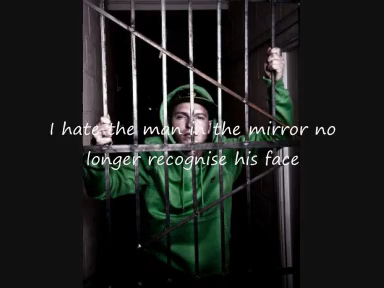 I hate the man in the mirror no
longer recognise his face